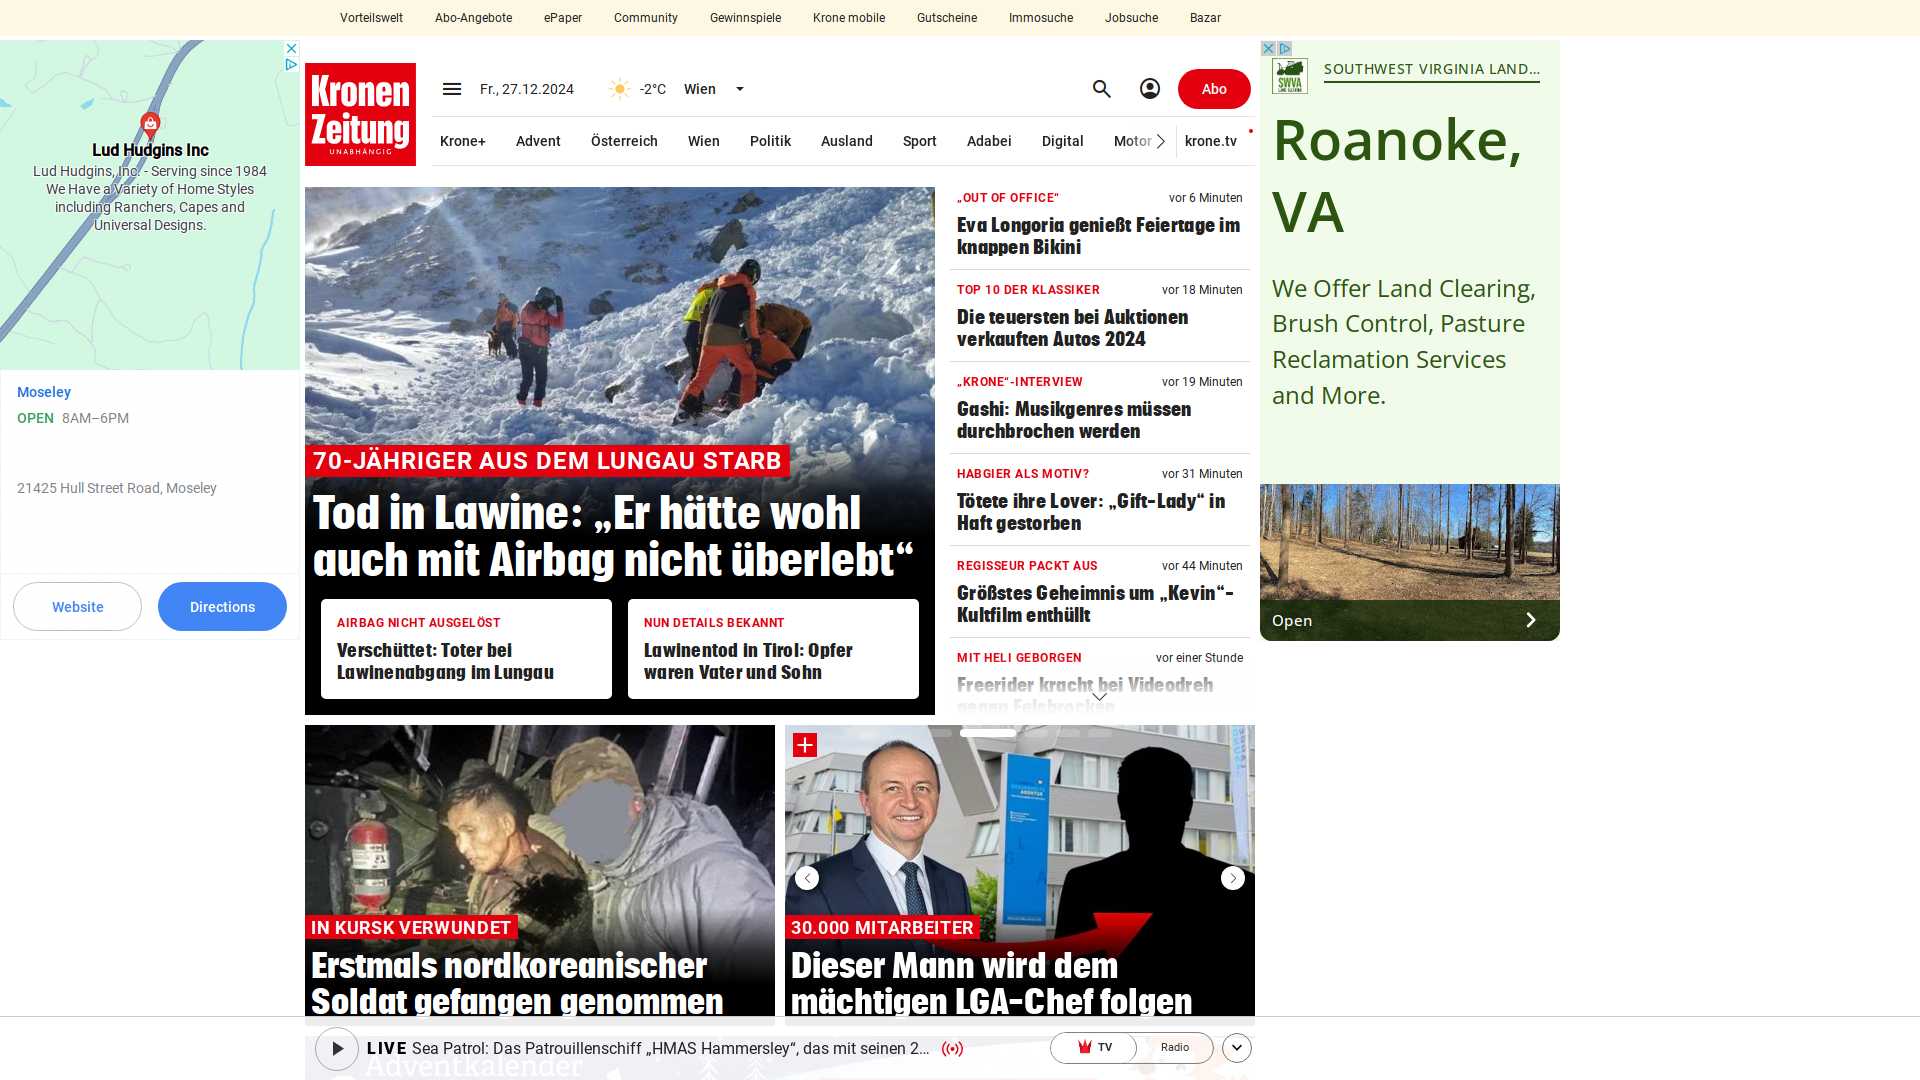 Vorteilswelt Abo-Angebote ePaper Community Gewinnspiele Krone mobile Gutscheine Immosuche Jobsuche Bazar
Lud Hudgins Inc
Lud Hudgins, Inc. - Serving since 1984
We Have a Variety of Home Styles
including Ranchers, Capes and
Universal Designs.
Moseley
OPEN 8AM–6PM
21425 Hull Street Road, Moseley
Website
Directions
Kronen
Zeitung
UNABHÄNGIG
Fr., 27.12.2024
-2°C
Wien
Abo
Krone+ Advent Österreich Wien Politik Ausland Sport Adabei Digital Motor krone.tv
70-JÄHRIGER AUS DEM LUNGAU STARB
Tod in Lawine: „Er hätte wohl
auch mit Airbag nicht überlebt“
AIRBAG NICHT AUSGELÖST
Verschüttet: Toter bei
Lawinenabgang im Lungau
NUN DETAILS BEKANNT
Lawinentod in Tirol: Opfer
waren Vater und Sohn
„OUT OF OFFICE“ vor 6 Minuten
Eva Longoria genießt Feiertage im
knappen Bikini
TOP 10 DER KLASSIKER vor 18 Minuten
Die teuersten bei Auktionen
verkauften Autos 2024
„KRONE“-INTERVIEW vor 19 Minuten
Gashi: Musikgenres müssen
durchbrochen werden
HABGIER ALS MOTIV? vor 31 Minuten
Tötete ihre Lover: „Gift-Lady“ in
Haft gestorben
REGISSEUR PACKT AUS vor 44 Minuten
Größtes Geheimnis um „Kevin“-
Kultfilm enthüllt
MIT HELI GEBORGEN vor einer Stunde
Freerider kracht bei Videodreh
gegen Felsbrocken
SOUTHWEST VIRGINIA LAND...
SWVA
LAND CLEARING
Roanoke,
VA
We Offer Land Clearing,
Brush Control, Pasture
Reclamation Services
and More.
Open
IN KURSK VERWUNDET
Erstmals nordkoreanischer
Soldat gefangen genommen
30.000 MITARBEITER
Dieser Mann wird dem
mächtigen LGA-Chef folgen
LIVE Sea Patrol: Das Patrouillenschiff „HMAS Hammersley“, das mit seinen 2...
TV
Radio
Adventkalender